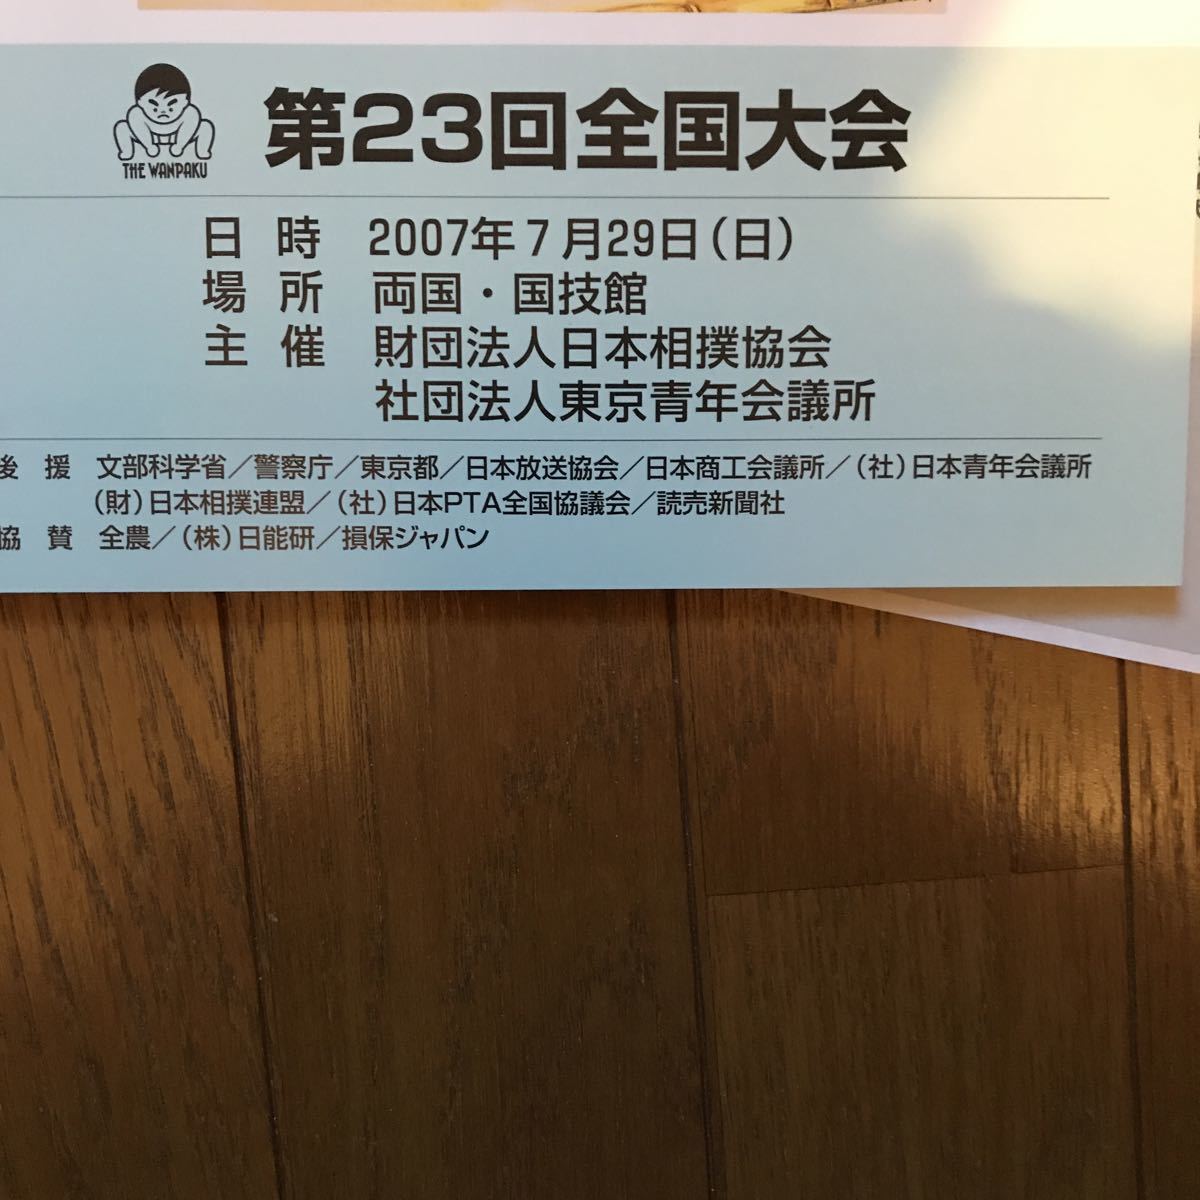 THE WANPAKU
第23回全国大会
日 時 2007年7月29日（日）
場 所 両国・国技館
主 催 財団法人日本相撲協会
社団法人東京青年会議所
後 援 文部科学省／警察庁／東京都／日本放送協会／日本商工会議所／（社）日本青年会議所
（財）日本相撲連盟／（社）日本PTA全国協議会／読売新聞社
協 賛 全農／（株）日能研／損保ジャパン